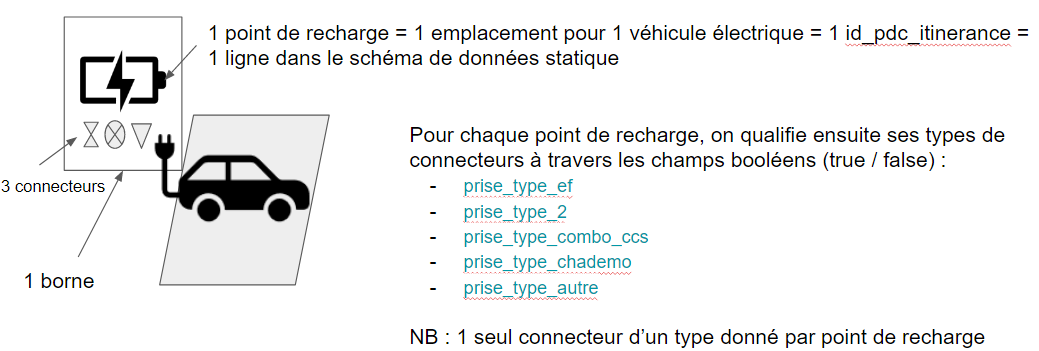 1 point de recharge = 1 emplacement pour 1 véhicule électrique = 1 id_pdc_itinerance =
1 ligne dans le schéma de données statique
3 connecteurs
1 borne
Pour chaque point de recharge, on qualifie ensuite ses types de
connecteurs à travers les champs booléens (true / false) :
- prise_type_ef
- prise_type_2
- prise_type_combo_ccs
- prise_type_chademo
- prise_type_autre
NB : 1 seul connecteur d'un type donné par point de recharge